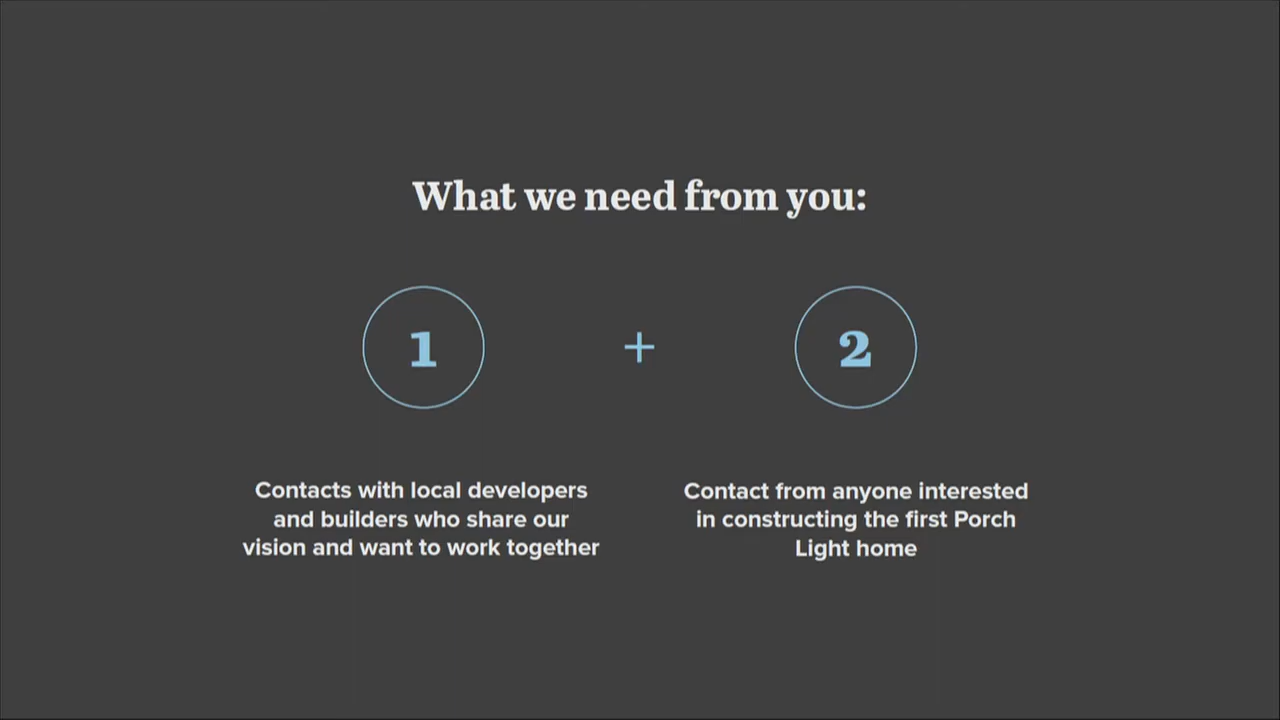 What we need from you:
1 + 2
Contacts with local developers
and builders who share our
vision and want to work together
Contact from anyone interested
in constructing the first Porch
Light home